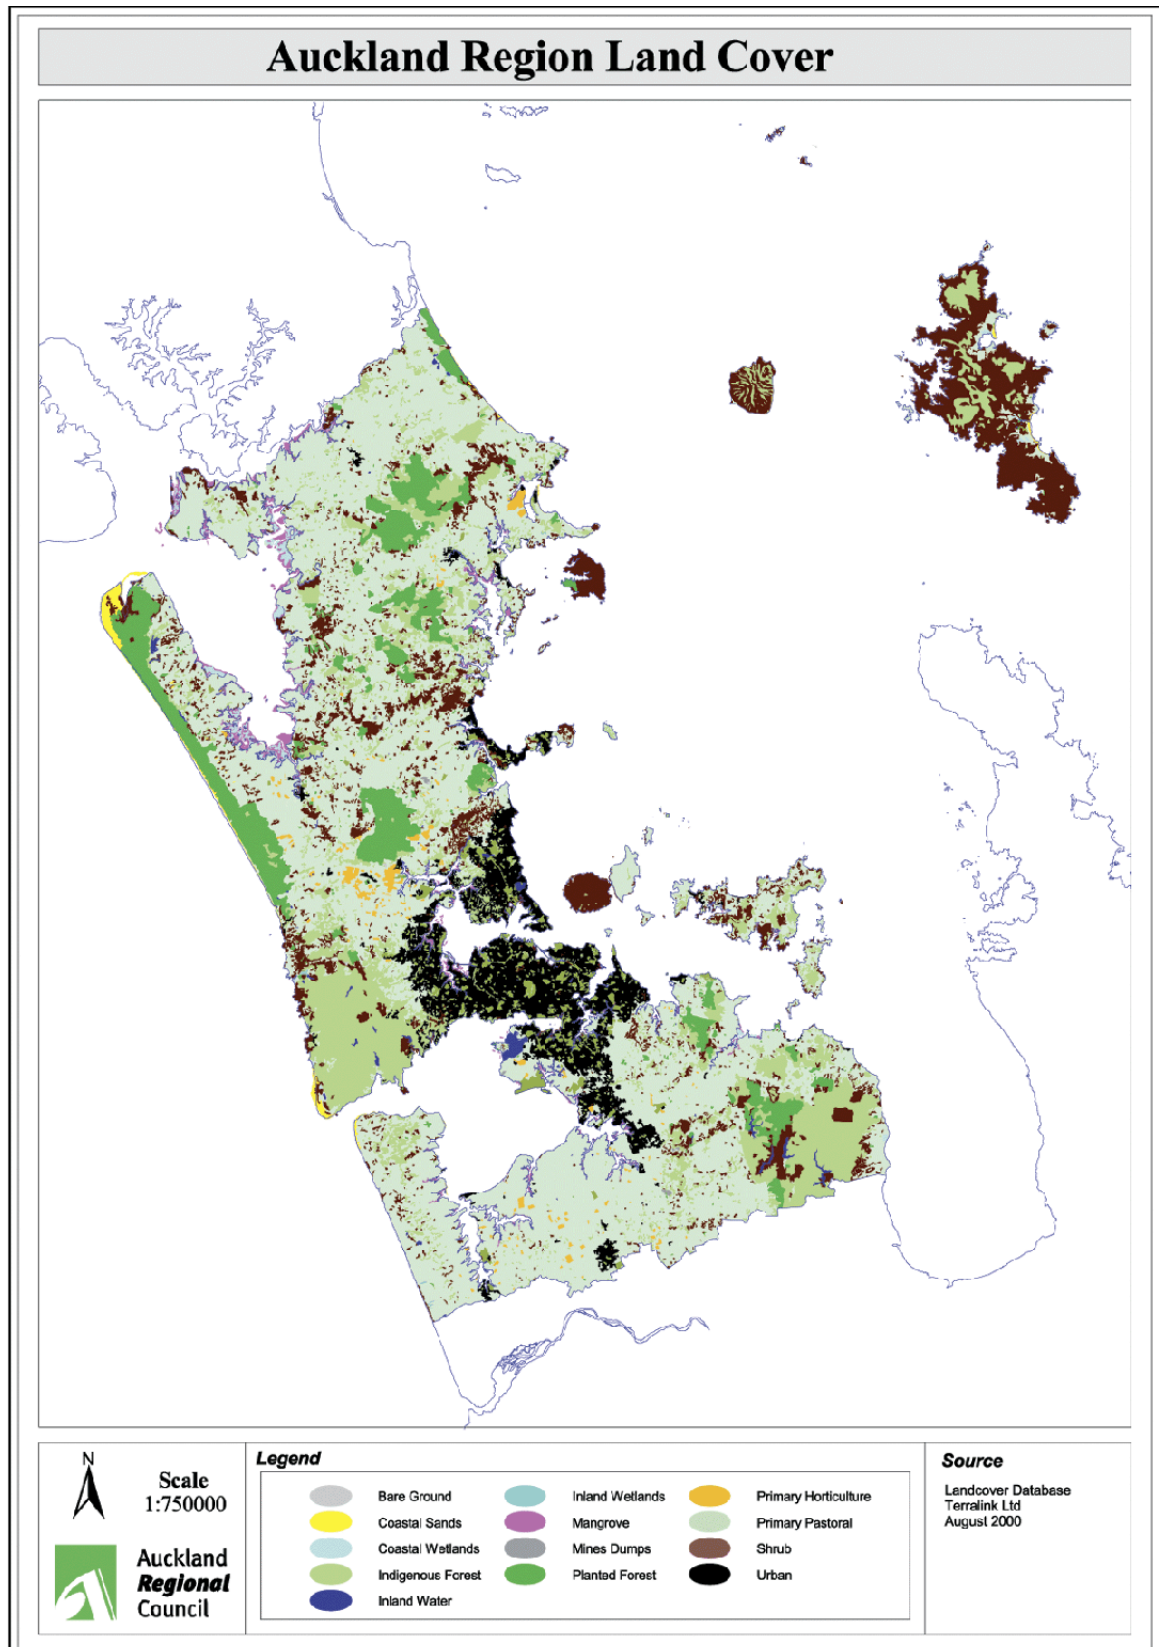 Auckland Region Land Cover
N
Scale
1:750000
Auckland
Regional
Council
Legend
Bare Ground
Coastal Sands
Coastal Wetlands
Indigenous Forest
Inland Water
Inland Wetlands
Mangrove
Mines Dumps
Planted Forest
Primary Horticulture
Primary Pastoral
Shrub
Urban
Source
Landcover Database
Terralink Ltd
August 2000